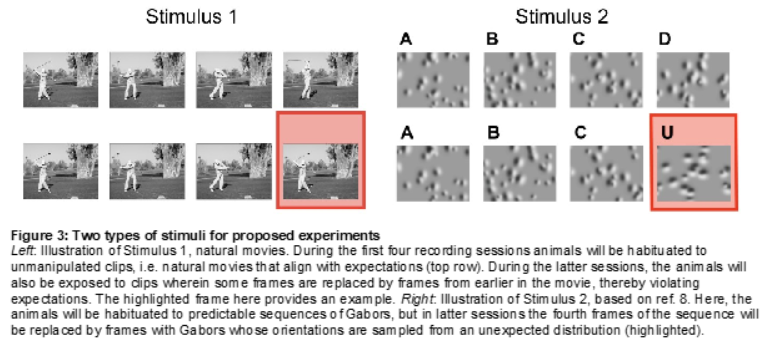 Stimulus 1
Stimulus 2
A B C D
A B C U
Figure 3: Two types of stimuli for proposed experiments
Left: Illustration of Stimulus 1, natural movies. During the first four recording sessions animals will be habituated to
unmanipulated clips, i.e. natural movies that align with expectations (top row). During the latter sessions, the animals will
also be exposed to clips wherein some frames are replaced by frames from earlier in the movie, thereby violating
expectations. The highlighted frame here provides an example. Right: Illustration of Stimulus 2, based on ref. 8. Here, the
animals will be habituated to predictable sequences of Gabors, but in latter sessions the fourth frames of the sequence will
be replaced by frames with Gabors whose orientations are sampled from an unexpected distribution (highlighted).